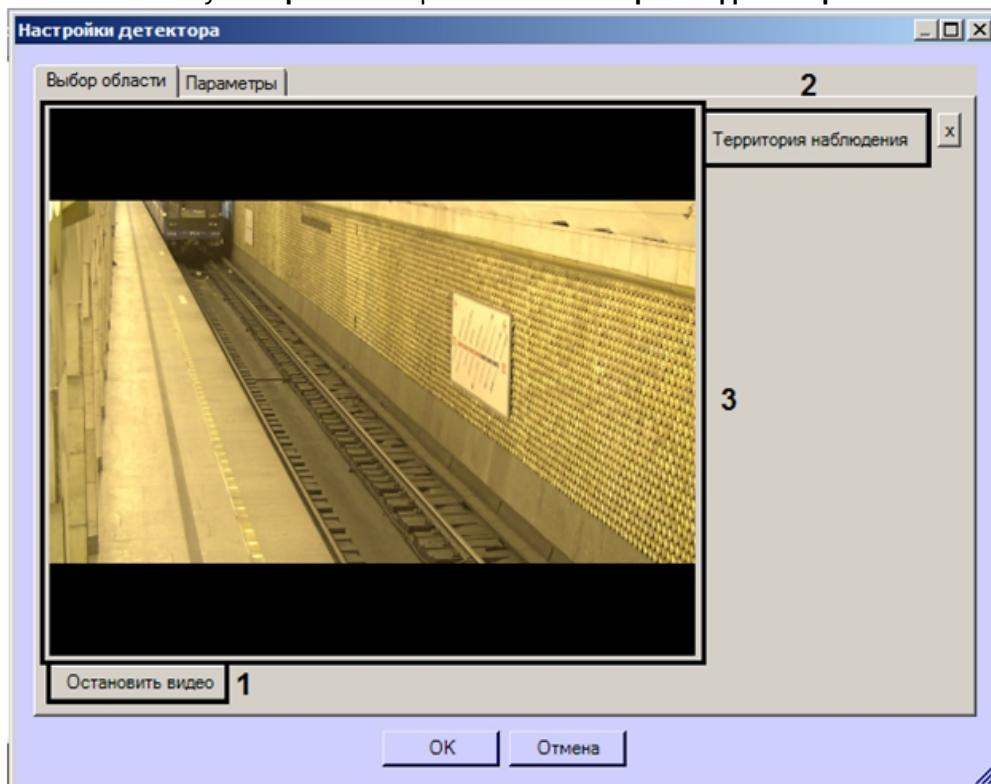 Настройки детектора
Выбор области
Параметры
2
Территория наблюдения
x
3
Остановить видео
1
OK
Отмена